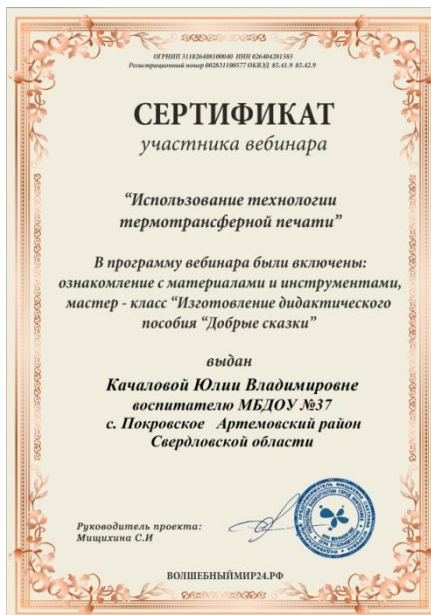 ОГРНИП 311026408100040 ИНН 026404281583
Регистрационный номер 002831100577 ОКВЭД 85.41.9 85.42.9
СЕРТИФИКАТ
участника вебинара
“Использование технологии
термотрансферной печати”
В программу вебинара были включены:
ознакомление с материалами и инструментами,
мастер - класс “Изготовление дидактического
пособия “Добрые сказки”
выдан
Качаловой Юлии Владимировне
воспитателю МБДОУ №37
с. Покровское Артемовский район
Свердловской области
Руководитель проекта:
Мищихина С.И
ВОЛШЕБНЫЙМИР24.РФ